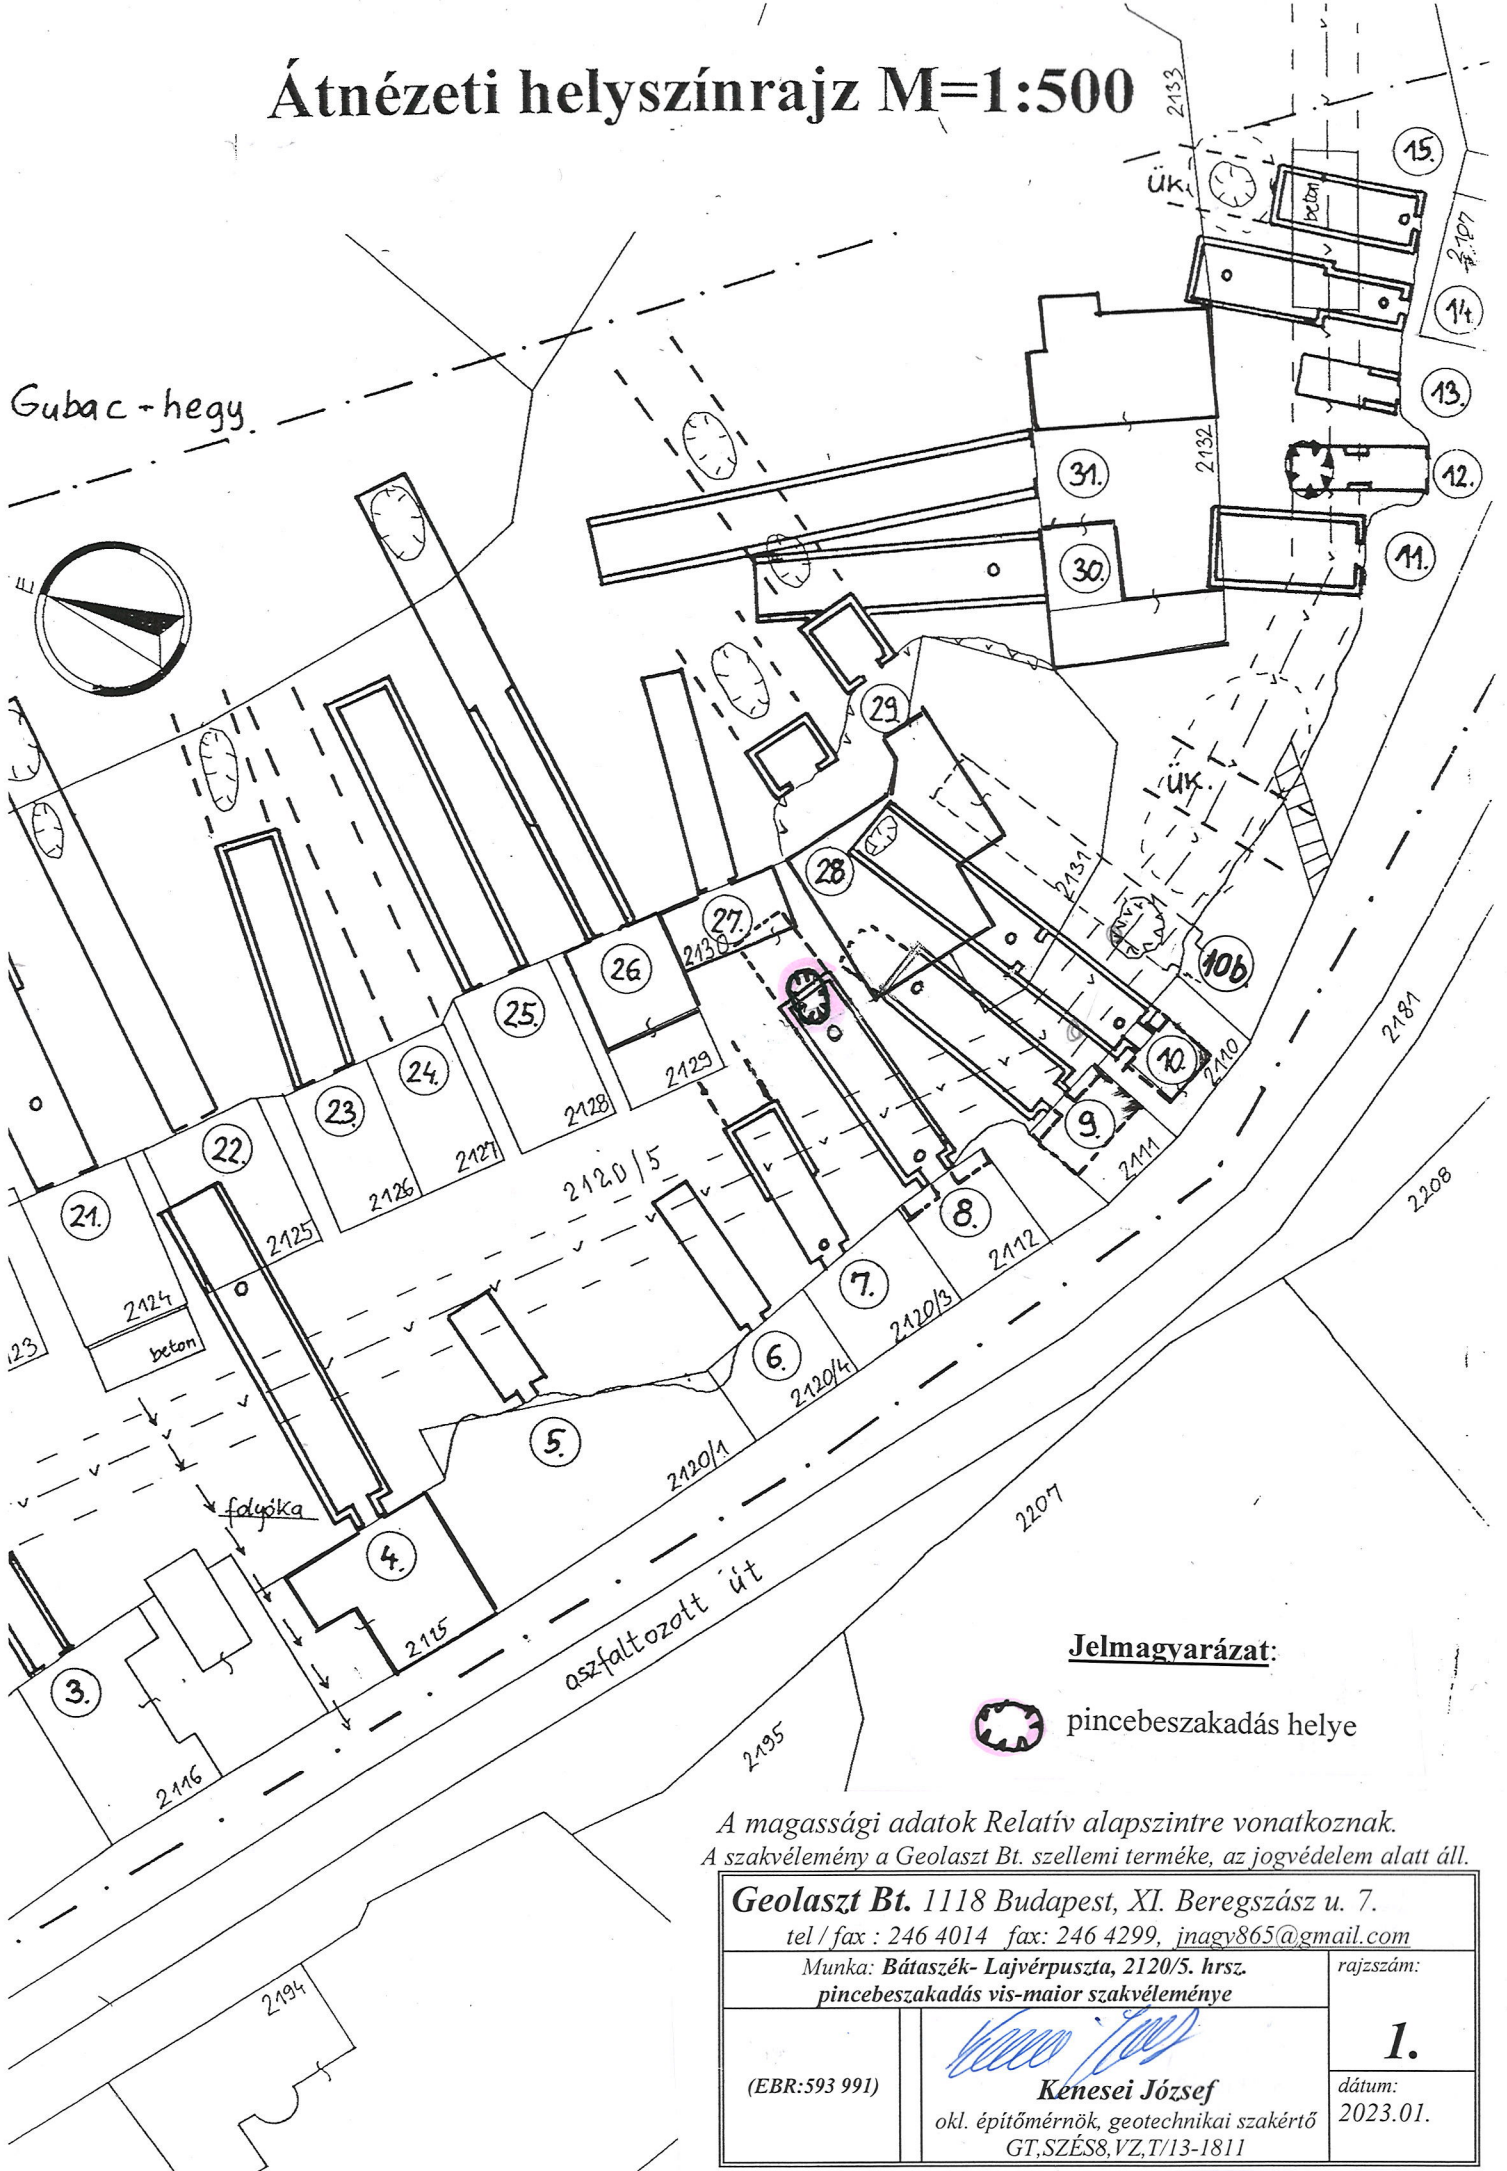 Átnézeti helyszínrajz M=1:500
2133
15.
ÜK.
beton
2107
14.
Gubac-hegy
13.
31.
2132
12.
30.
11.
É
29
ÜK.
28
2131
27.
2130
26
10b
2181
25.
10.
2110
24.
2129
23.
2128
9.
22.
2127
2120/5
2111
2126
2208
21.
2125
8.
2112
7.
2124
2120/3
beton
6.
2120/4
5.
2120/1
folyóka
2207
4.
aszfaltozott út
2115
3.
Jelmagyarázat:
pincebeszakadás helye
2195
2116
A magassági adatok Relatív alapszintre vonatkoznak.
A szakvélemény a Geolaszt Bt. szellemi terméke, az jogvédelem alatt áll.
Geolaszt Bt. 1118 Budapest, XI. Beregszász u. 7.
tel / fax : 246 4014 fax: 246 4299, jnagy865@gmail.com
Munka: Bátaszék- Lajvérpuszta, 2120/5. hrsz.
pincebeszakadás vis-maior szakvéleménye
rajzszám:
1.
2194
(EBR:593 991)
Kenesei József
okl. építőmérnök, geotechnikai szakértő
GT,SZÉS8,VZ,T/13-1811
dátum:
2023.01.